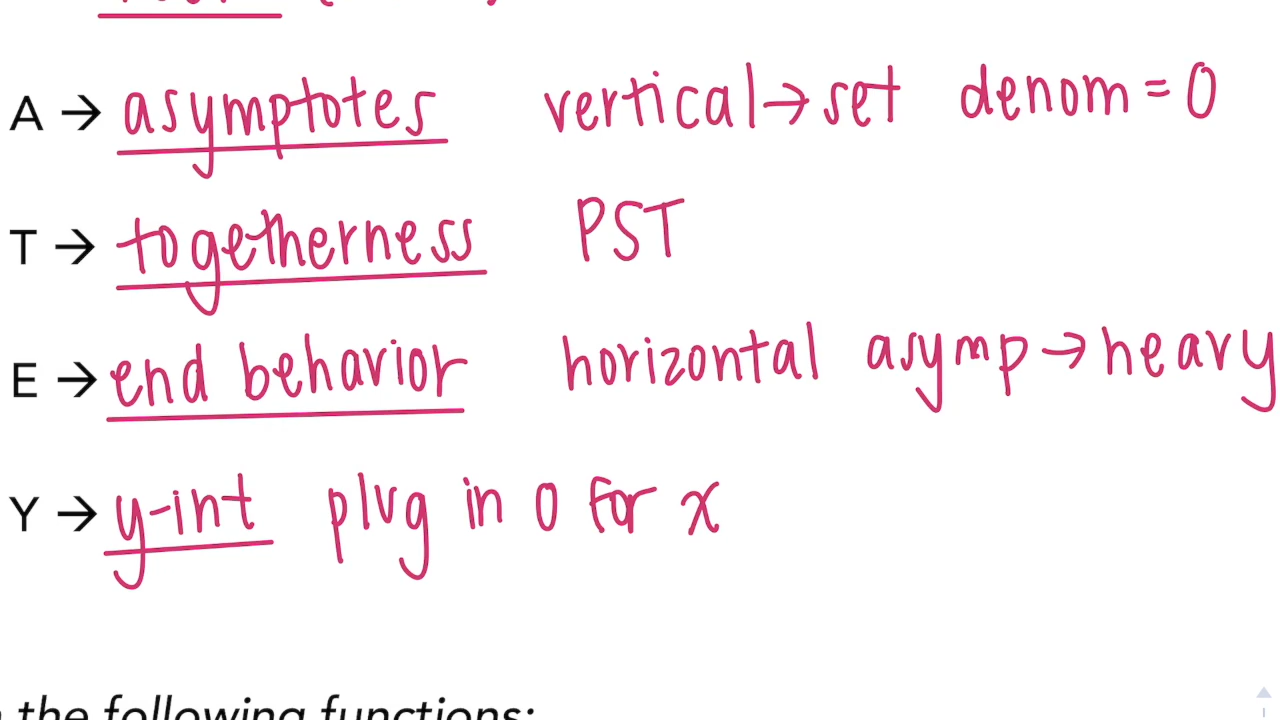 A → asymptotes vertical → set denom = 0
T → togetherness PST
E → end behavior horizontal asymp → heavy
Y → y-int plug in 0 for x
the following functions: